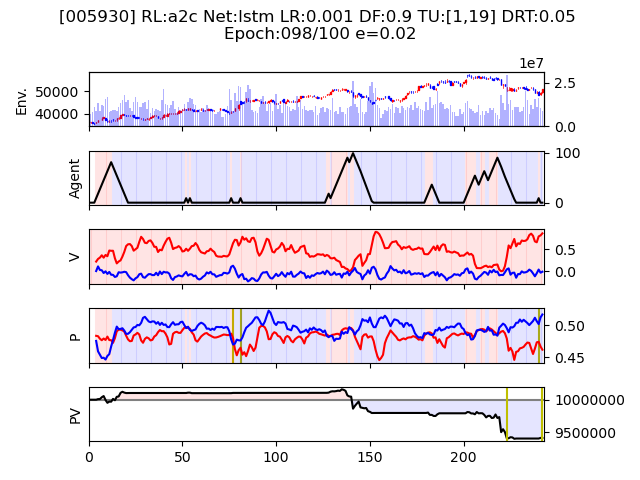 [005930] RL:a2c Net:lstm LR:0.001 DF:0.9 TU:[1,19] DRT:0.05
Epoch:098/100 e=0.02
1e7
Env.
50000
40000
2.5
0.0
Agent
100
0
V
0.5
0.0
P
0.50
0.45
PV
10000000
9500000
0
50
100
150
200